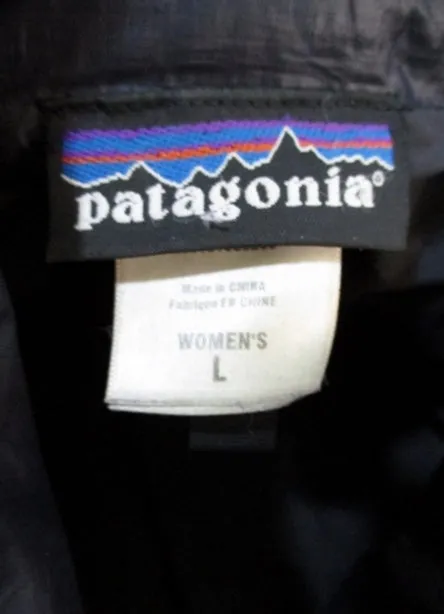 patagonia®
Made in CHINA
Fabriqué EN CHINE
WOMEN'S
L